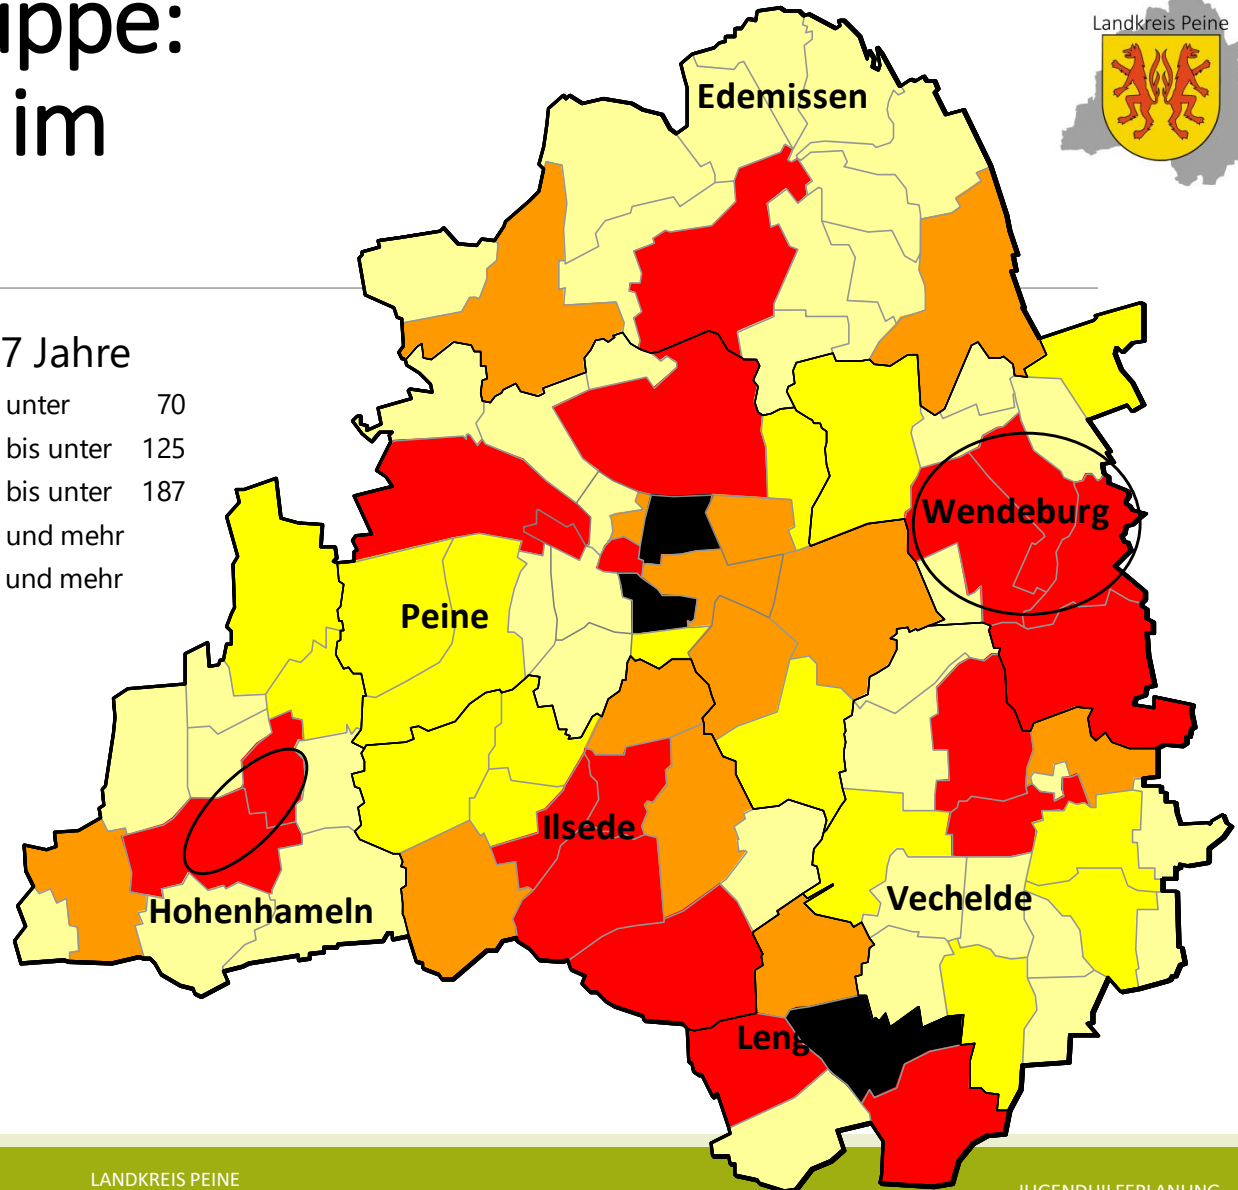 im
Landkreis Peine
Edemissen
7 Jahre
unter 70
bis unter 125
bis unter 187
und mehr
und mehr
Wendeburg
Peine
Ilsede
Hohenhameln
Vechelde
Leng
LANDKREIS PEINE